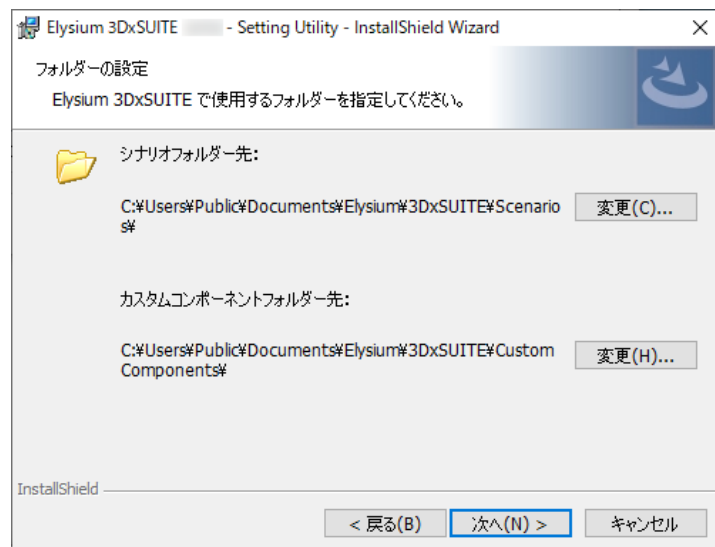 Elysium 3DxSUITE - Setting Utility - InstallShield Wizard
フォルダーの設定
Elysium 3DxSUITE で使用するフォルダーを指定してください。
シナリオフォルダー先:
C:¥Users¥Public¥Documents¥Elysium¥3DxSUITE¥Scenario
s¥
変更(C)...
カスタムコンポーネントフォルダー先:
C:¥Users¥Public¥Documents¥Elysium¥3DxSUITE¥Custom
Components¥
変更(H)...
InstallShield
< 戻る(B)
次へ(N) >
キャンセル